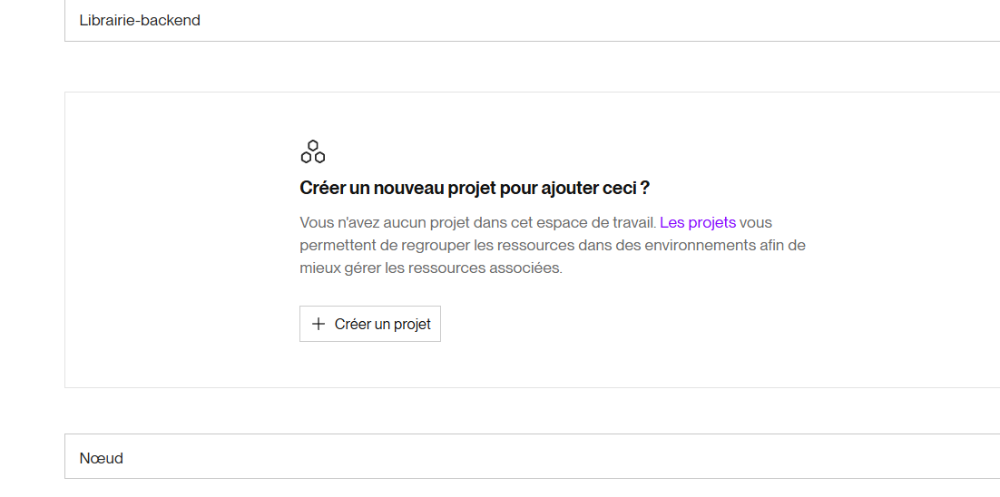 Librairie-backend
Créer un nouveau projet pour ajouter ceci ?
Vous n'avez aucun projet dans cet espace de travail. Les projets vous
permettent de regrouper les ressources dans des environnements afin de
mieux gérer les ressources associées.
Créer un projet
Nœud